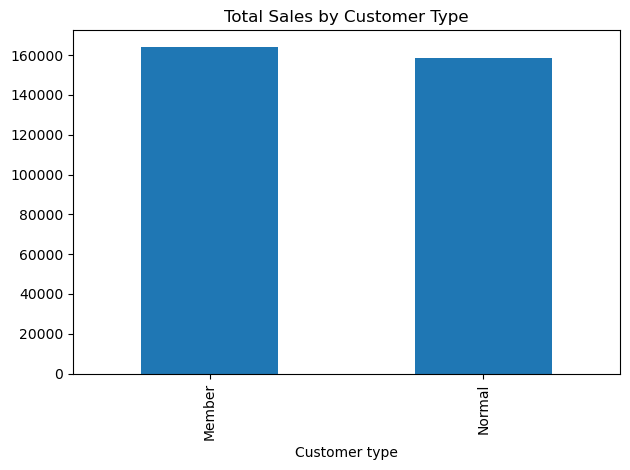 Total Sales by Customer Type
160000
140000
120000
100000
80000
60000
40000
20000
0
Member
Normal
Customer type